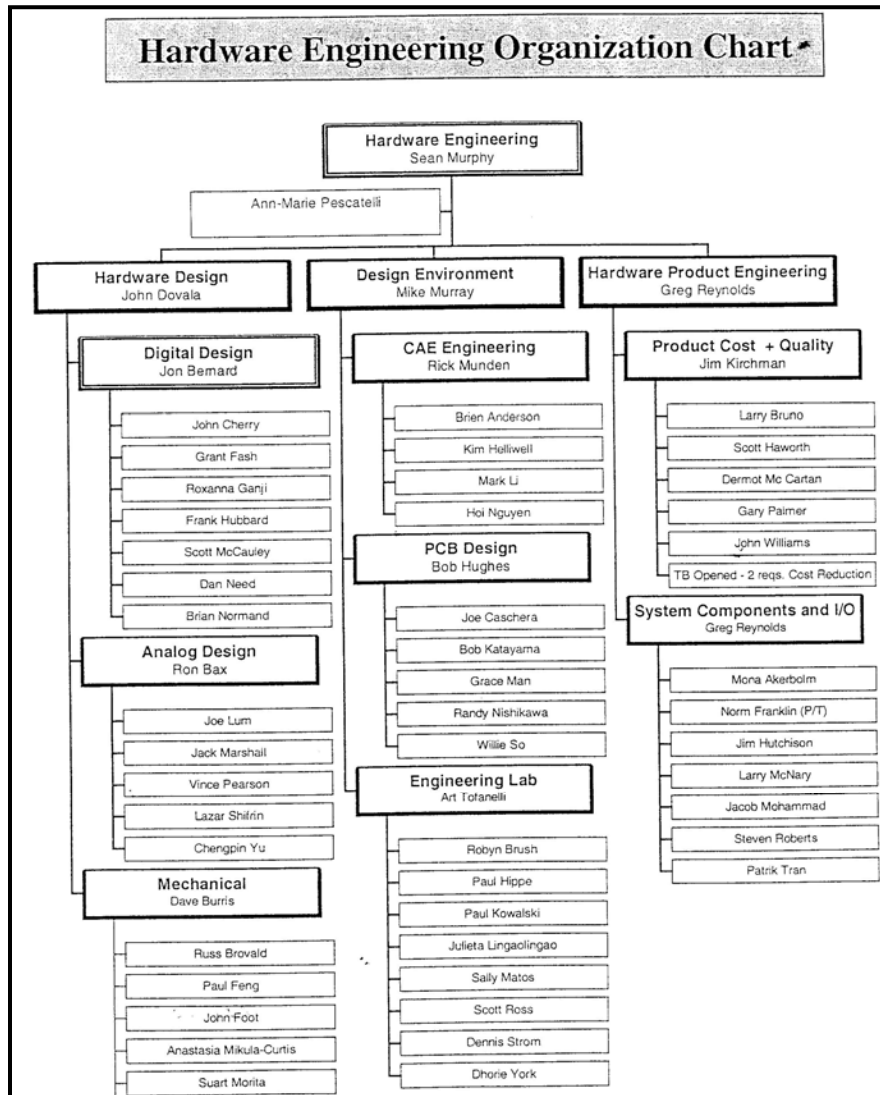 Hardware Engineering Organization Chart
Hardware Engineering
Sean Murphy
Ann-Marie Pescatelli
Hardware Design
John Dovala
Digital Design
Jon Bernard
John Cherry
Grant Fash
Roxanna Ganji
Frank Hubbard
Scott McCauley
Dan Need
Brian Normand
Analog Design
Ron Bax
Joe Lum
Jack Marshall
Vince Pearson
Lazar Shifrin
Chengpin Yu
Mechanical
Dave Burris
Russ Brovald
Paul Feng
John Foot
Anastasia Mikula-Curtis
Suart Morita
Design Environment
Mike Murray
CAE Engineering
Rick Munden
Brien Anderson
Kim Helliwell
Mark Li
Hoi Nguyen
PCB Design
Bob Hughes
Joe Caschera
Bob Katayama
Grace Man
Randy Nishikawa
Willie So
Engineering Lab
Art Tofanelli
Robyn Brush
Paul Hippe
Paul Kowalski
Julieta Lingaolingao
Sally Matos
Scott Ross
Dennis Strom
Dhorie York
Hardware Product Engineering
Greg Reynolds
Product Cost + Quality
Jim Kirchman
Larry Bruno
Scott Haworth
Dermot Mc Cartan
Gary Palmer
John Williams
TB Opened - 2 reqs. Cost Reduction
System Components and I/O
Greg Reynolds
Mona Akerbolm
Norm Franklin (P/T)
Jim Hutchison
Larry McNary
Jacob Mohammad
Steven Roberts
Patrik Tran